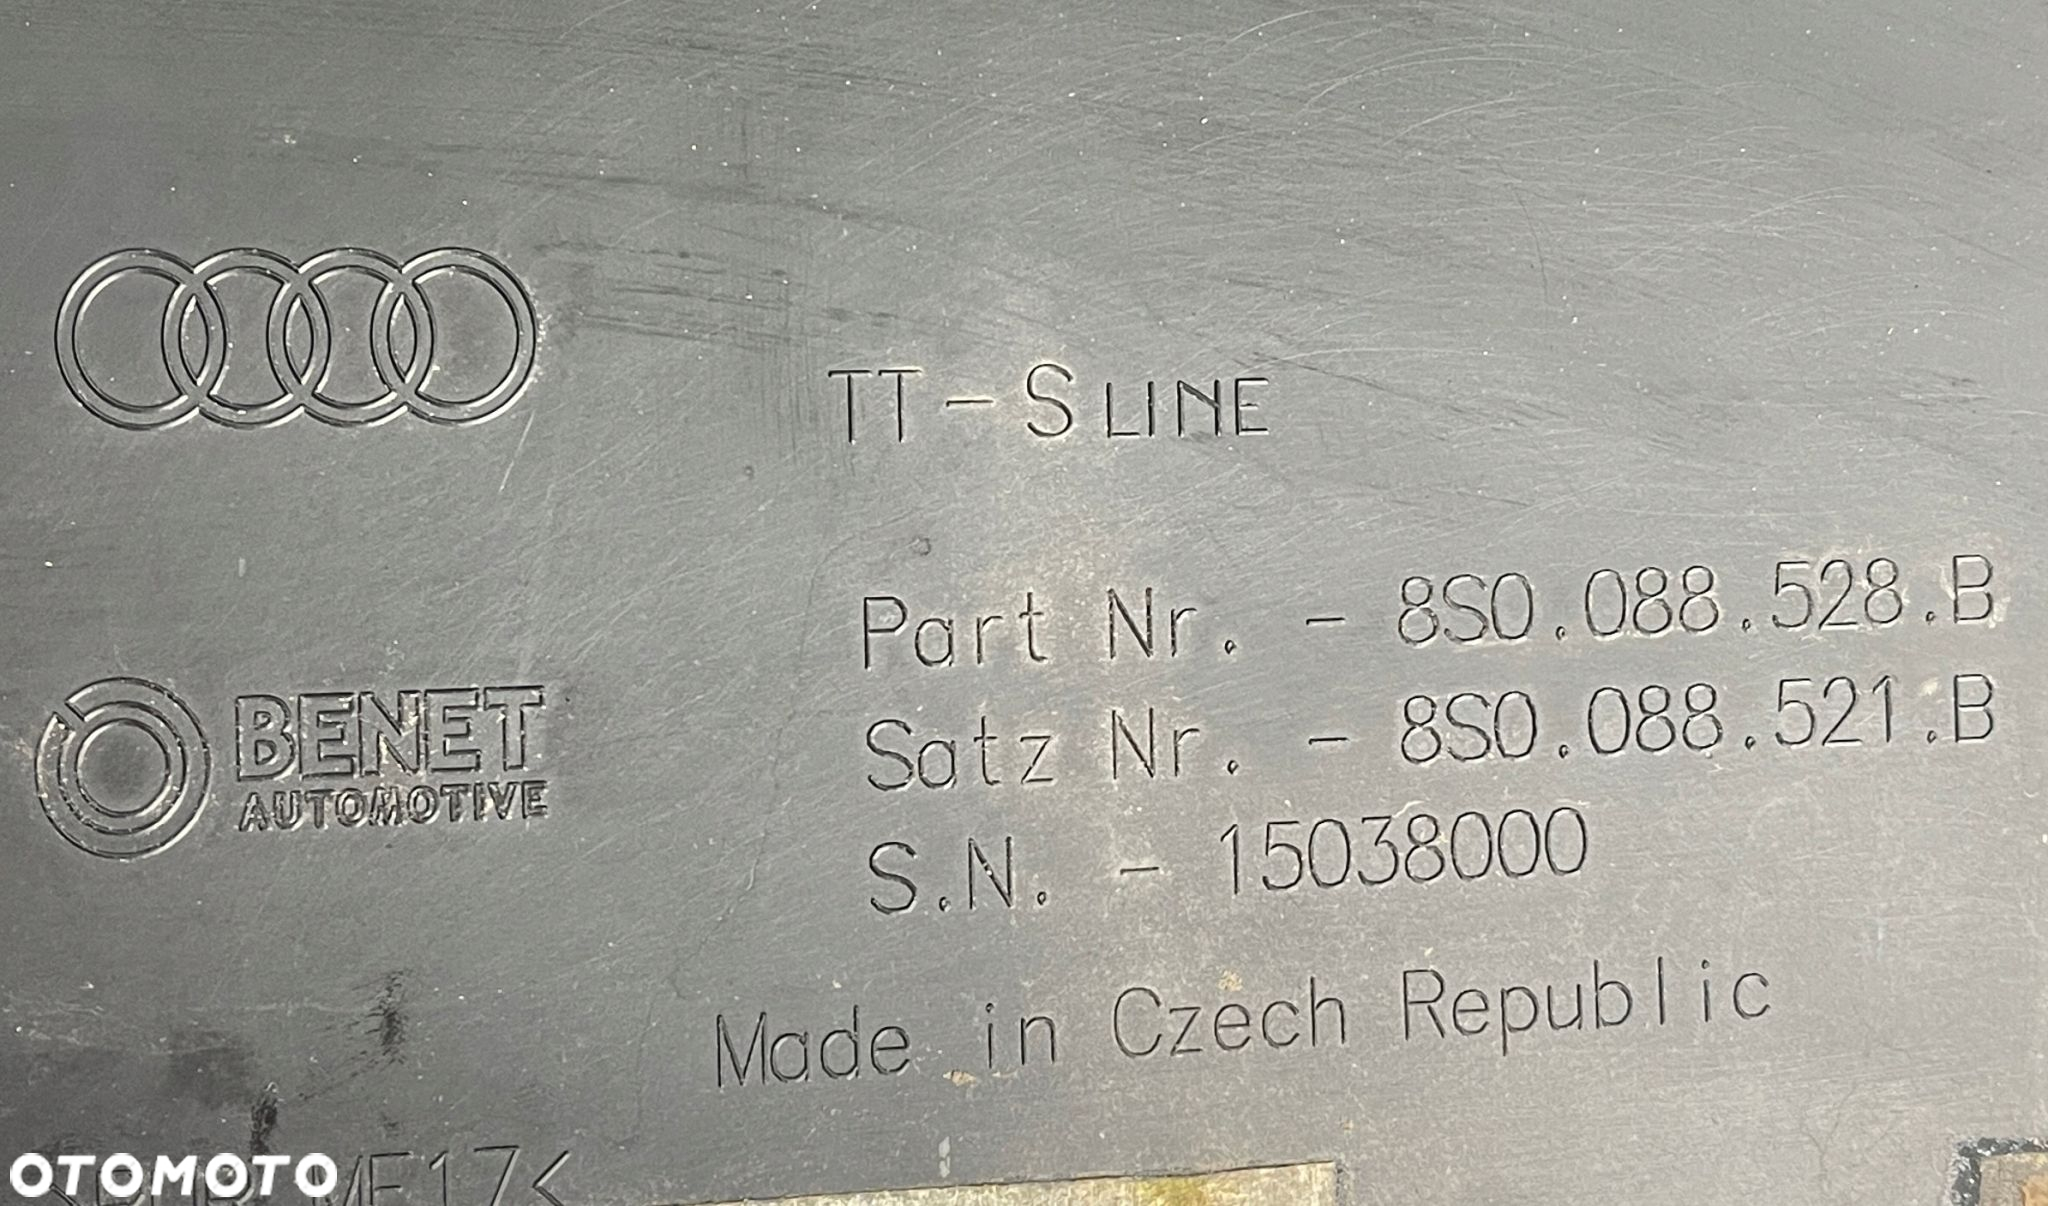 TT - S LINE
Part Nr. - 8S0.088.528.B
Satz Nr. - 8S0.088.521.B
BENET
AUTOMOTIVE
S.N. - 15038000
Made in Czech Republic
OTOMOTO